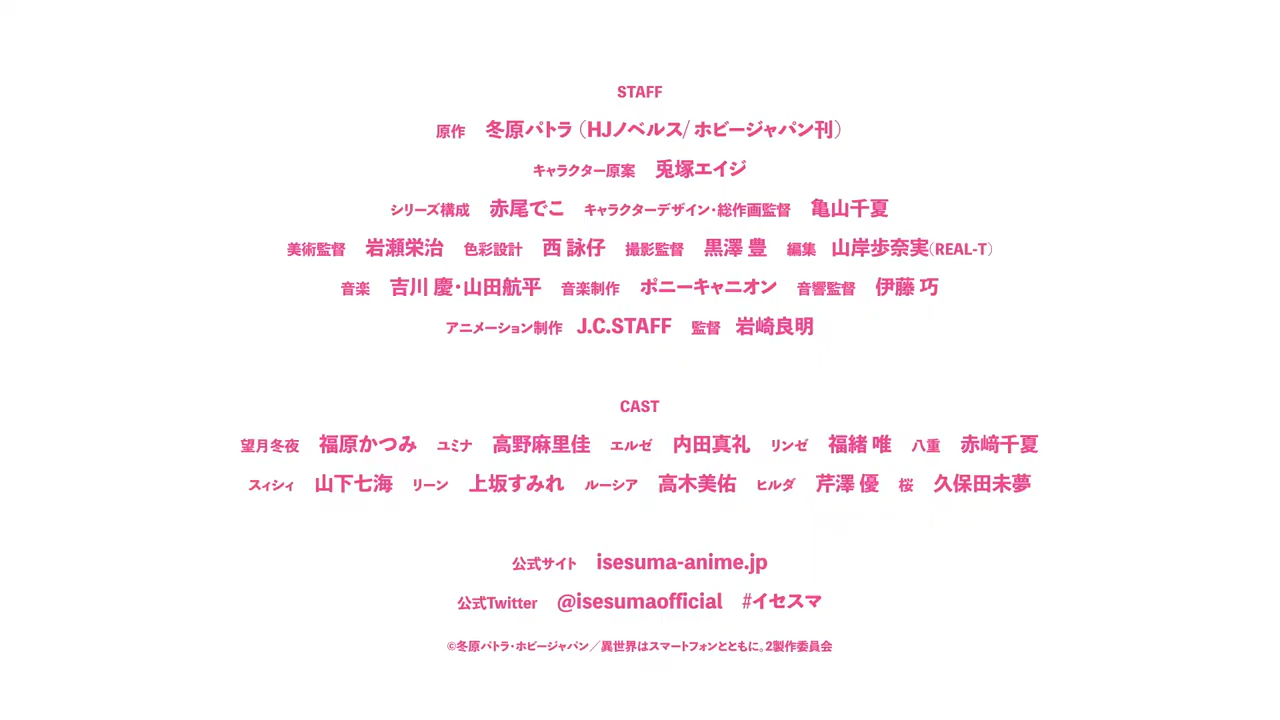 STAFF
原作 冬原パトラ（HJノベルス/ホビージャパン刊）
キャラクター原案 兎塚エイジ
シリーズ構成 赤尾でこ キャラクターデザイン・総作画監督 亀山千夏
美術監督 岩瀬栄治 色彩設計 西 詠仔 撮影監督 黒澤 豊 編集 山岸歩奈実（REAL-T）
音楽 吉川 慶・山田航平 音楽制作 ポニーキャニオン 音響監督 伊藤 巧
アニメーション制作 J.C.STAFF 監督 岩崎良明
CAST
望月冬夜 福原かつみ ユミナ 高野麻里佳 エルゼ 内田真礼 リンゼ 福緒 唯 八重 赤﨑千夏
スゥシィ 山下七海 リーン 上坂すみれ ルーシア 高木美佑 ヒルダ 芹澤 優 桜 久保田未夢
公式サイト isesuma-anime.jp
公式Twitter @isesumaofficial #イセスマ
©冬原パトラ・ホビージャパン／異世界はスマートフォンとともに。2製作委員会